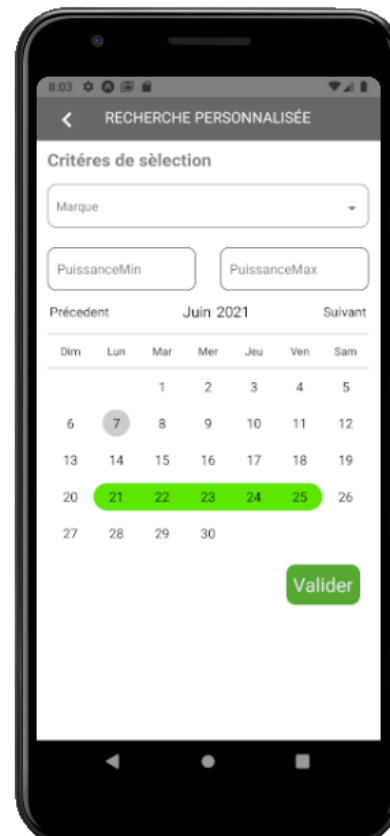 8:03
RECHERCHE PERSONNALISÉE
Critéres de sèlection
Marque
PuissanceMin PuissanceMax
Précedent Juin 2021 Suivant
Dim Lun Mar Mer Jeu Ven Sam
1 2 3 4 5
6 7 8 9 10 11 12
13 14 15 16 17 18 19
20 21 22 23 24 25 26
27 28 29 30
Valider